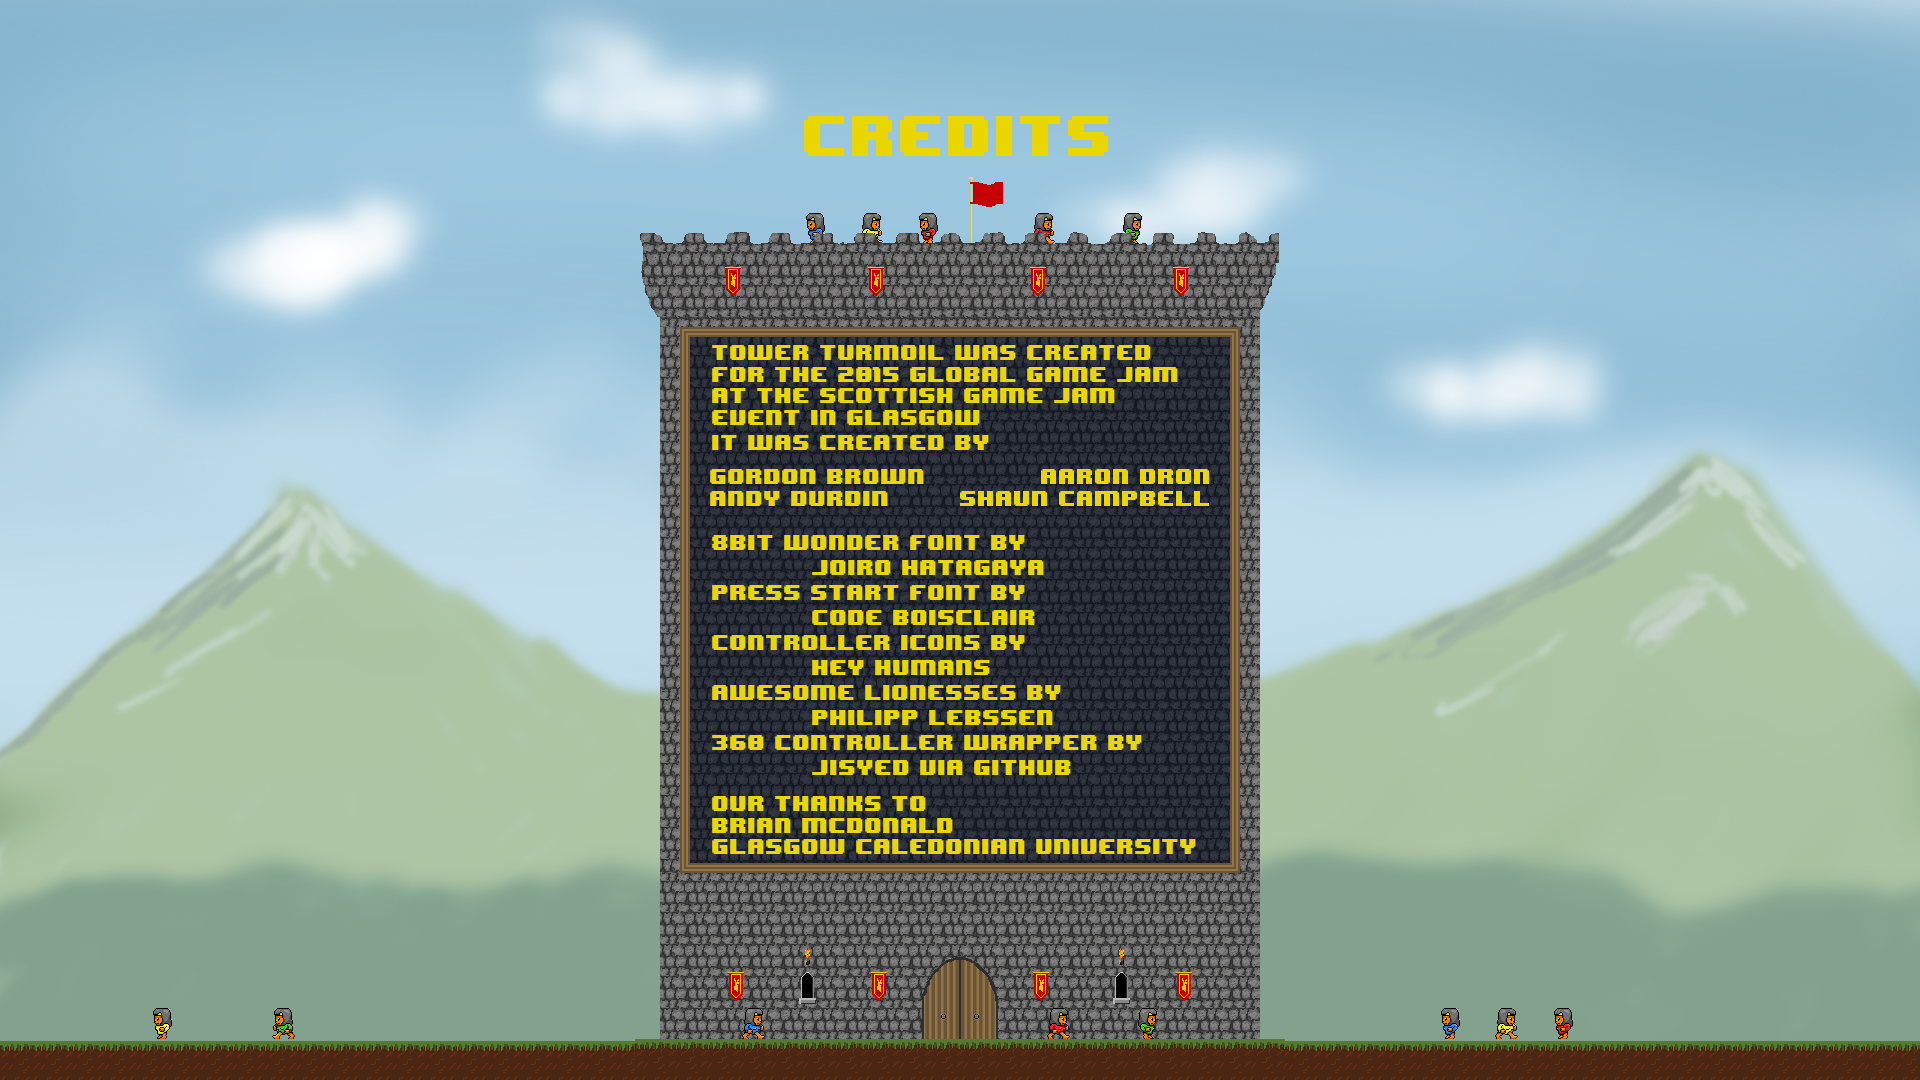 CREDITS
TOWER TURMOIL WAS CREATED
FOR THE 2015 GLOBAL GAME JAM
AT THE SCOTTISH GAME JAM
EVENT IN GLASGOW
IT WAS CREATED BY
GORDON BROWN AARON DRON
ANDY DURDIN SHAUN CAMPBELL
8BIT WONDER FONT BY
JOIRO HATAGAYA
PRESS START FONT BY
CODE BOISCLAIR
CONTROLLER ICONS BY
HEY HUMANS
AWESOME LIONESSES BY
PHILIPP LEBSSEN
360 CONTROLLER WRAPPER BY
JISYED VIA GITHUB
OUR THANKS TO
BRIAN MCDONALD
GLASGOW CALEDONIAN UNIVERSITY